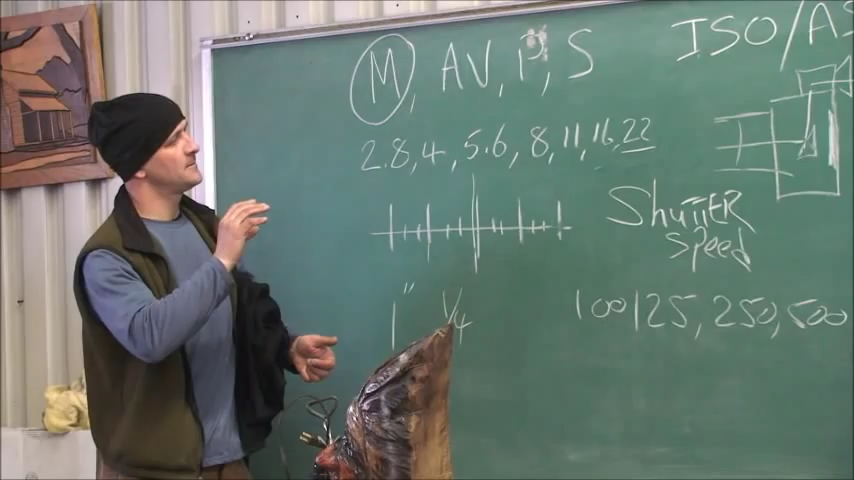 M, AV, P, S
ISO/AS
2.8, 4, 5.6, 8, 11, 16, 22
ShuTTER
Speed
1" 1/4
100 125, 250, 500